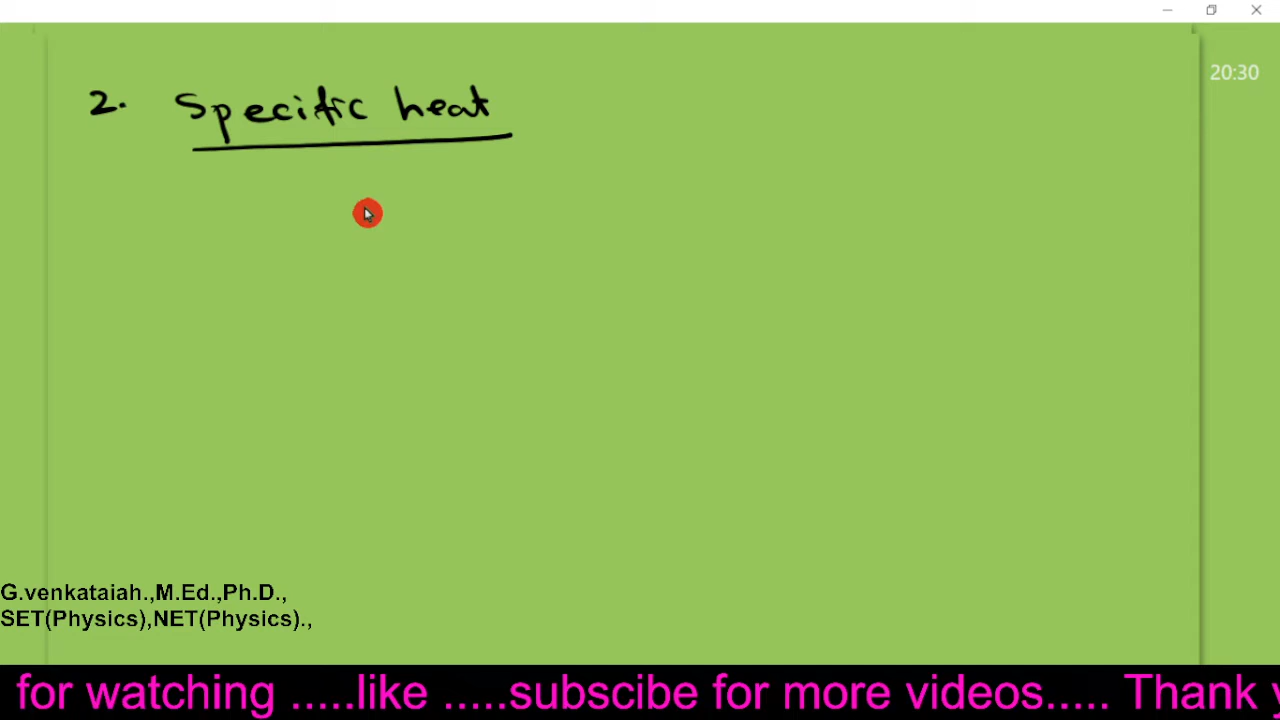 20:30
2. Specific heat
G.venkataiah.,M.Ed.,Ph.D.,
SET(Physics),NET(Physics).,
for watching .....like .....subscibe for more videos..... Thank y